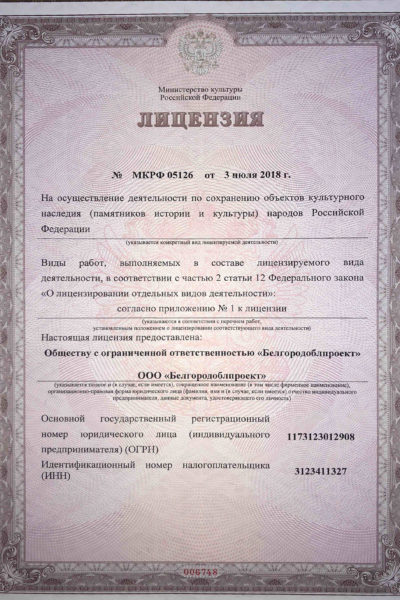 Министерство культуры
Российской Федерации
ЛИЦЕНЗИЯ
№ МКРФ 05126 от 3 июля 2018 г.
На осуществление деятельности по сохранению объектов культурного
наследия (памятников истории и культуры) народов Российской
Федерации
(указывается конкретный вид лицензируемой деятельности)
Виды работ, выполняемых в составе лицензируемого вида
деятельности, в соответствии с частью 2 статьи 12 Федерального закона
«О лицензировании отдельных видов деятельности»:
согласно приложению № 1 к лицензии
(указываются в соответствии с перечнем работ,
установленным положением о лицензировании соответствующего вида деятельности)
Настоящая лицензия предоставлена:
Обществу с ограниченной ответственностью «Белгородоблпроект»
ООО «Белгородоблпроект»
(указывается полное и (в случае, если имеется), сокращенное наименование (в том числе фирменное наименование),
организационно-правовая форма юридического лица (фамилия, имя и (в случае, если имеется) отчество индивидуального
предпринимателя, данные документа, удостоверяющего его личность)
Основной государственный регистрационный
номер юридического лица (индивидуального
предпринимателя) (ОГРН)
1173123012908
Идентификационный номер налогоплательщика
(ИНН)
3123411327
006748